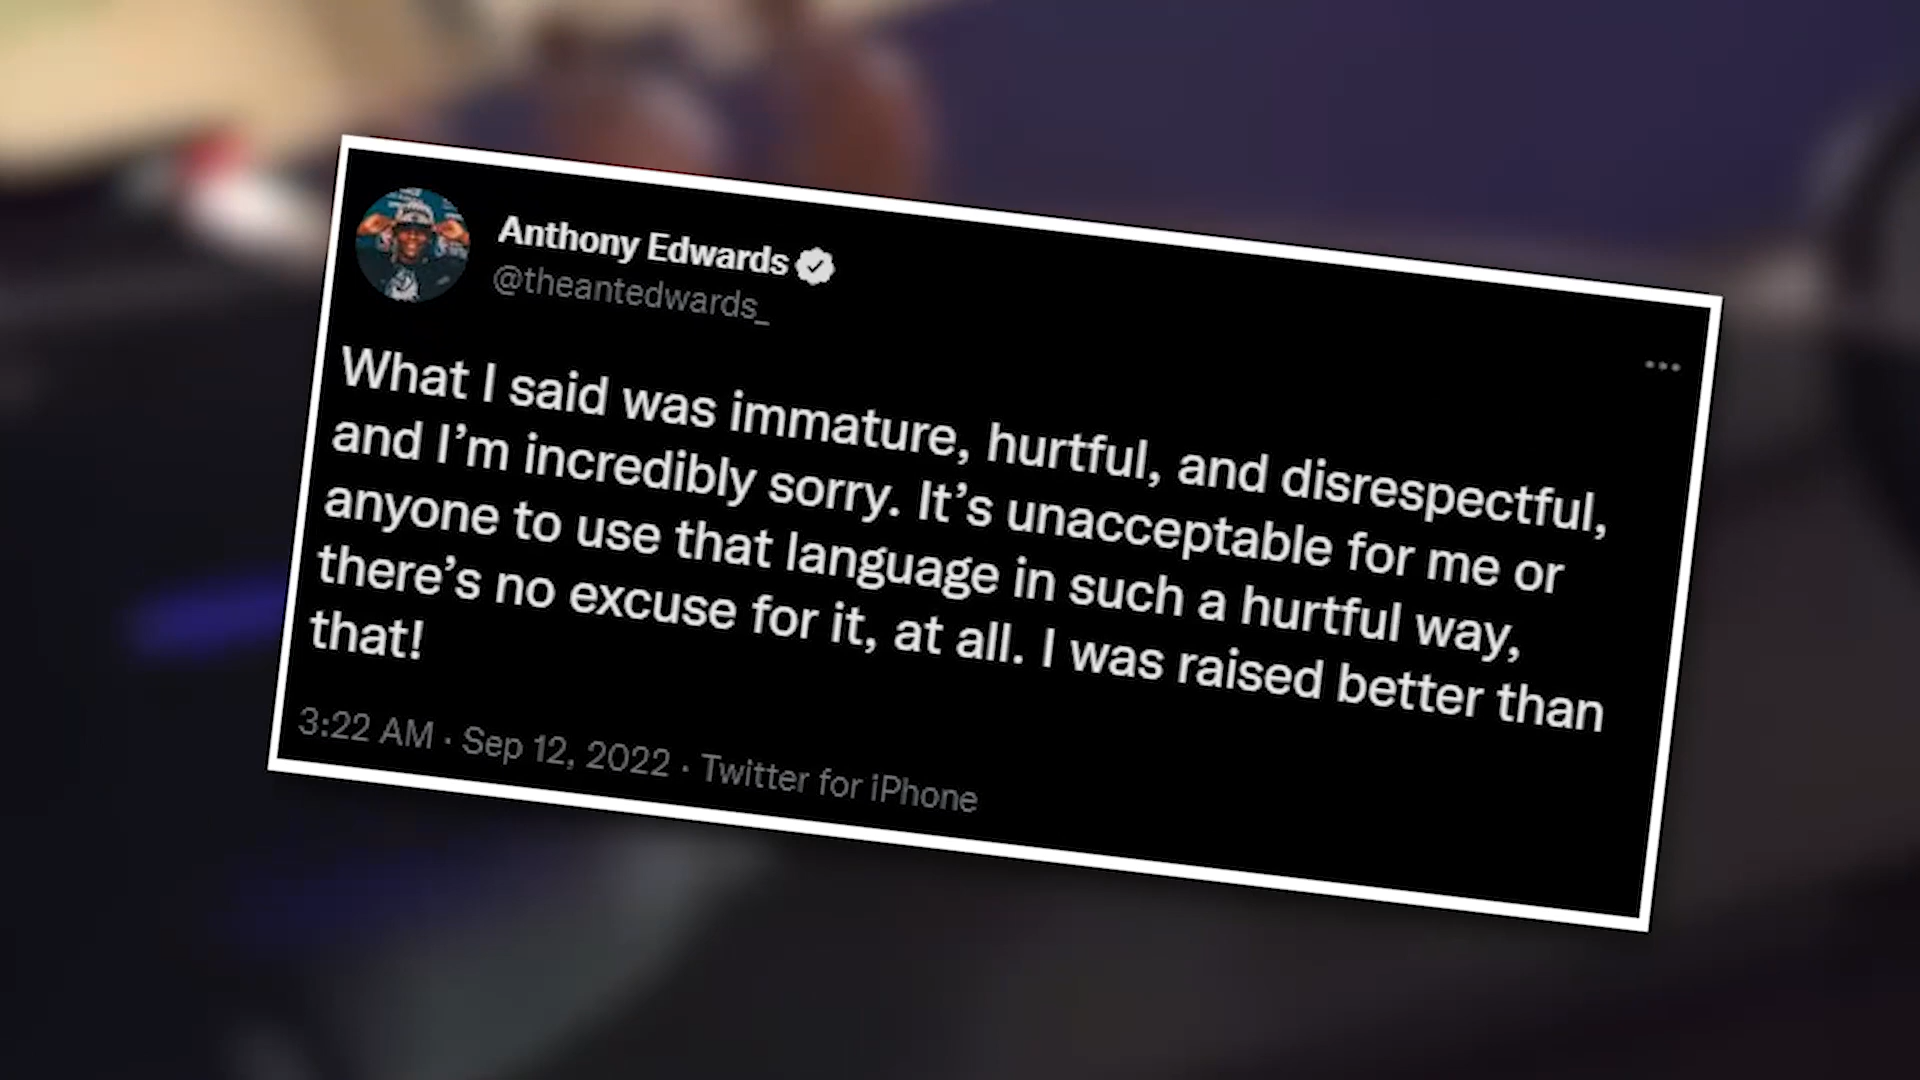 Anthony Edwards
@theantedwards_
What I said was immature, hurtful, and disrespectful,
and I’m incredibly sorry. It’s unacceptable for me or
anyone to use that language in such a hurtful way,
there’s no excuse for it, at all. I was raised better than
that!
3:22 AM · Sep 12, 2022 · Twitter for iPhone